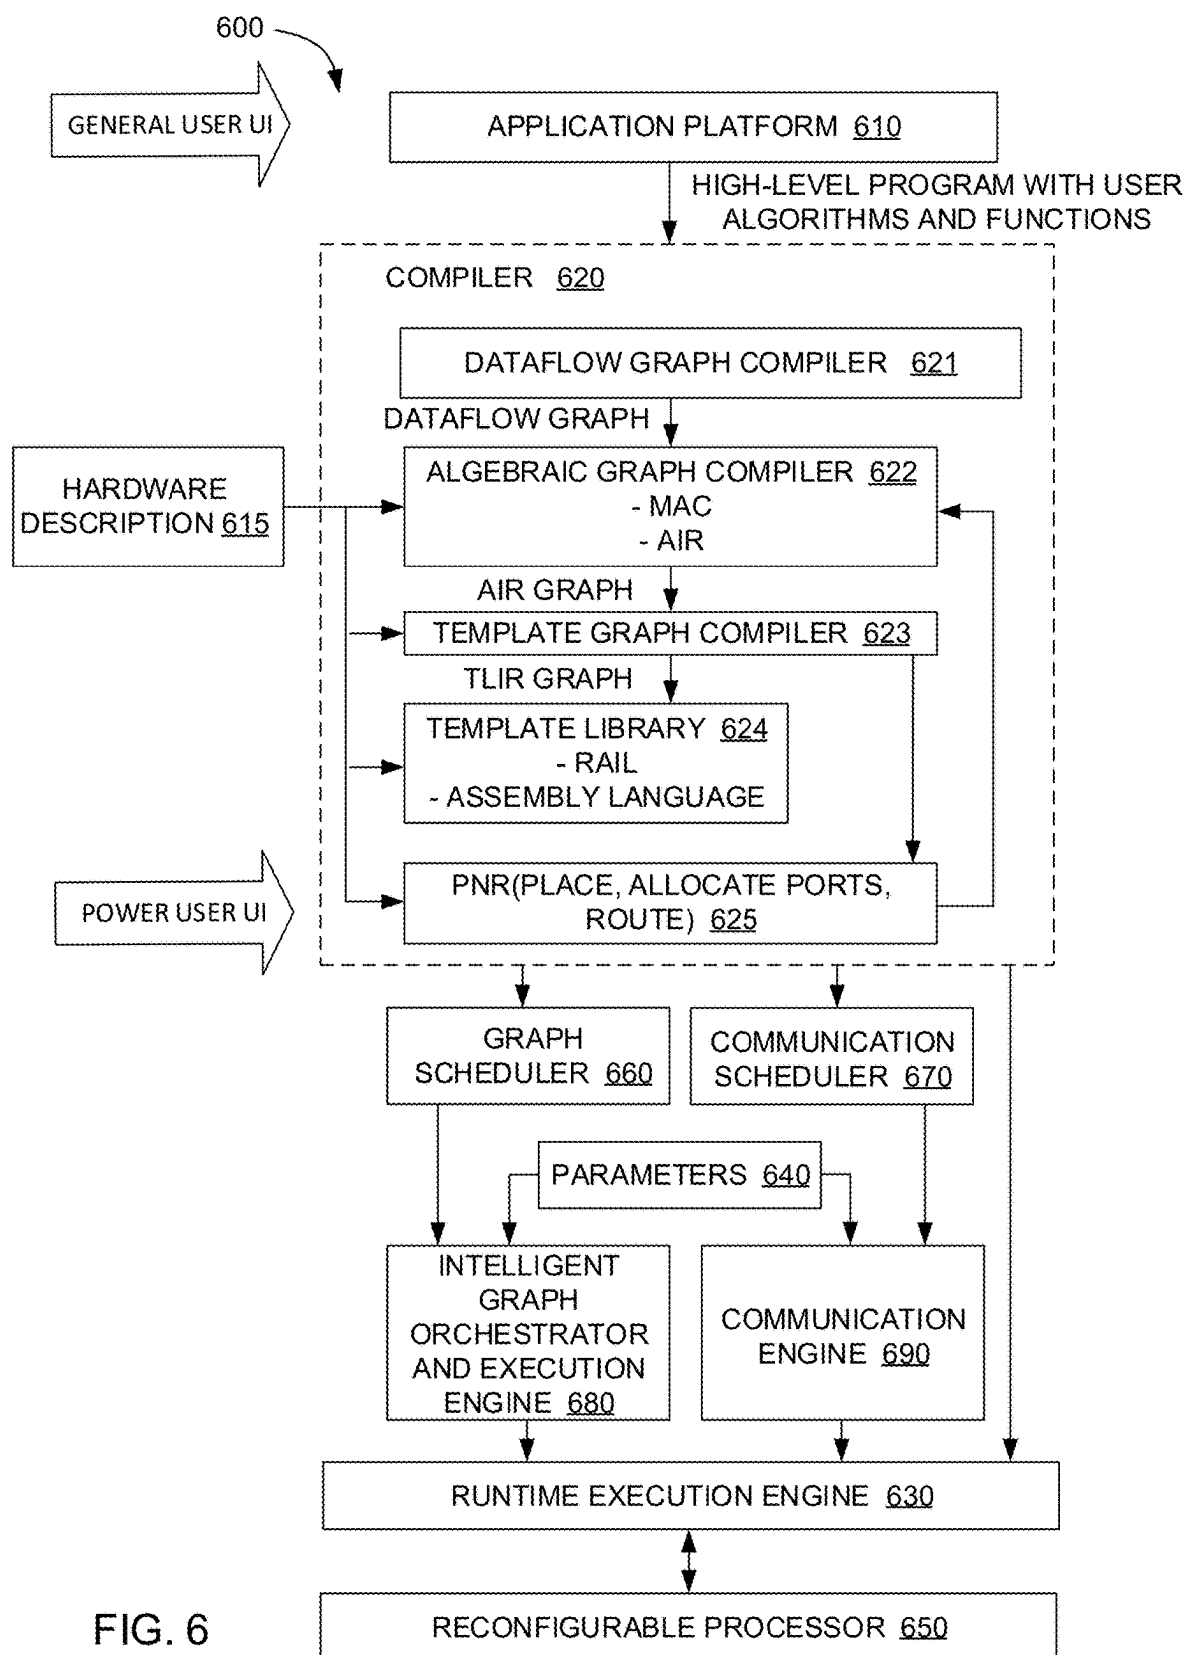 600
GENERAL USER UI
APPLICATION PLATFORM 610
HIGH-LEVEL PROGRAM WITH USER
ALGORITHMS AND FUNCTIONS
COMPILER 620
DATAFLOW GRAPH COMPILER 621
DATAFLOW GRAPH
HARDWARE
DESCRIPTION 615
ALGEBRAIC GRAPH COMPILER 622
- MAC
- AIR
AIR GRAPH
TEMPLATE GRAPH COMPILER 623
TLIR GRAPH
TEMPLATE LIBRARY 624
- RAIL
- ASSEMBLY LANGUAGE
POWER USER UI
PNR(PLACE, ALLOCATE PORTS,
ROUTE) 625
GRAPH
SCHEDULER 660
COMMUNICATION
SCHEDULER 670
PARAMETERS 640
INTELLIGENT
GRAPH
ORCHESTRATOR
AND EXECUTION
ENGINE 680
COMMUNICATION
ENGINE 690
RUNTIME EXECUTION ENGINE 630
RECONFIGURABLE PROCESSOR 650
FIG. 6